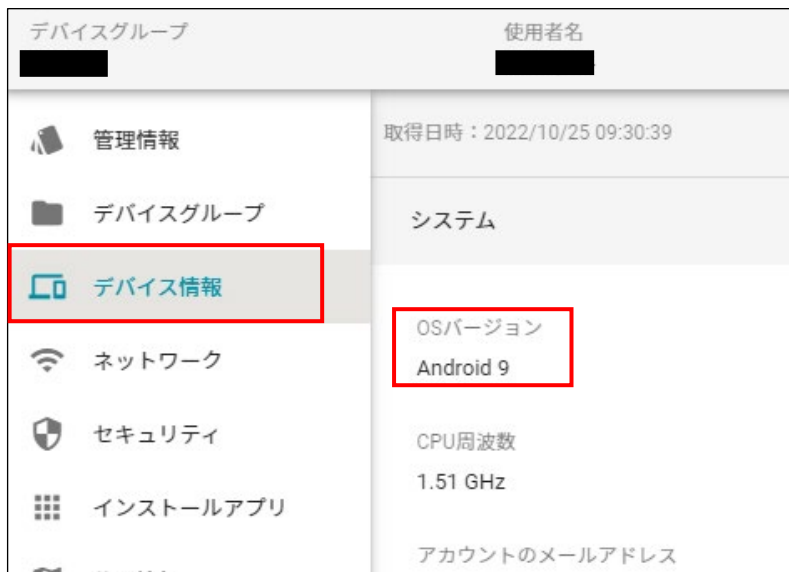 デバイスグループ
使用者名
管理情報
デバイスグループ
デバイス情報
ネットワーク
セキュリティ
インストールアプリ
取得日時：2022/10/25 09:30:39
システム
OSバージョン
Android 9
CPU周波数
1.51 GHz
アカウントのメールアドレス